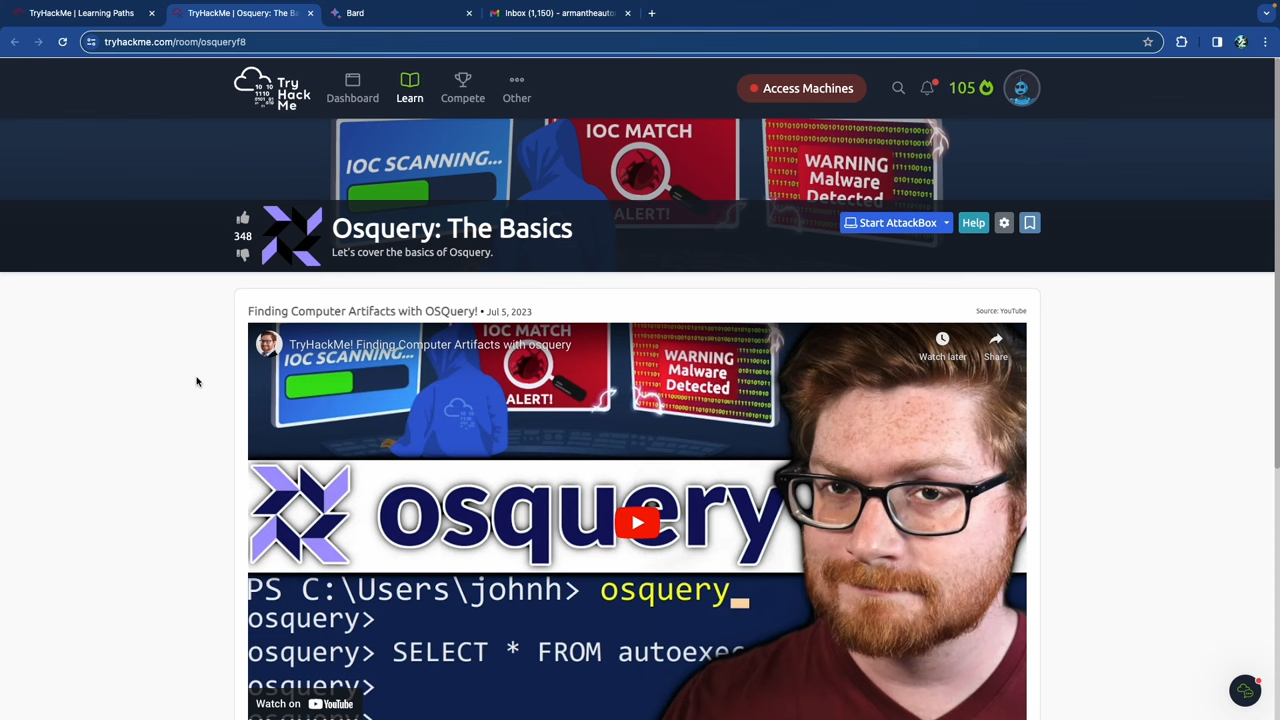 TryHackMe | Learning Paths
TryHackMe | Osquery: The Ba
Bard
Inbox (1,150) - armantheautor
tryhackme.com/room/osqueryf8
Try
Hack
Me
Dashboard
Learn
Compete
Other
Access Machines
105
IOC SCANNING...
IOC MATCH
ALERT!
WARNING
Malware
Detected
348
Osquery: The Basics
Let's cover the basics of Osquery.
Start AttackBox
Help
Finding Computer Artifacts with OSQuery! • Jul 5, 2023
Source: YouTube
TryHackMe! Finding Computer Artifacts with osquery
Watch later
Share
IOC SCANNING...
IOC MATCH
ALERT!
WARNING
Malware
Detected
osquery
PS C:\Users\johnh> osquery_
osquery>
osquery> SELECT * FROM autoexec
osquery>
Watch on YouTube